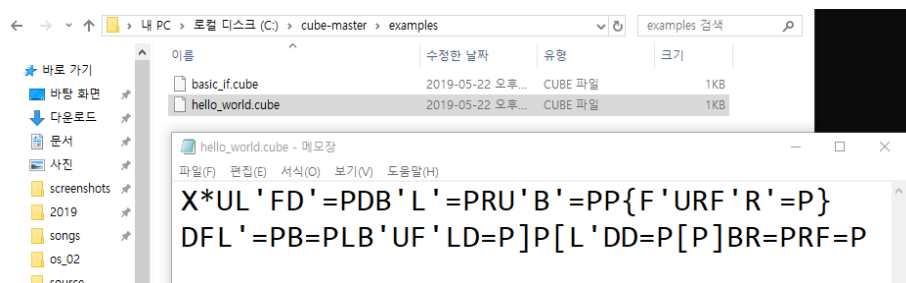 내 PC > 로컬 디스크 (C:) > cube-master > examples
examples 검색
이름 수정한 날짜 유형 크기
바로 가기
바탕 화면
다운로드
문서
사진
screenshots
2019
songs
os_02
source
basic_if.cube 2019-05-22 오후... CUBE 파일 1KB
hello_world.cube 2019-05-22 오후... CUBE 파일 1KB
hello_world.cube - 메모장
파일(F) 편집(E) 서식(O) 보기(V) 도움말(H)
X*UL'FD'=PDB'L'=PRU'B'=PP{F'URF'R'=P}
DFL'=PB=PLB'UF'LD=P]P[L'DD=P[P]BR=PRF=P